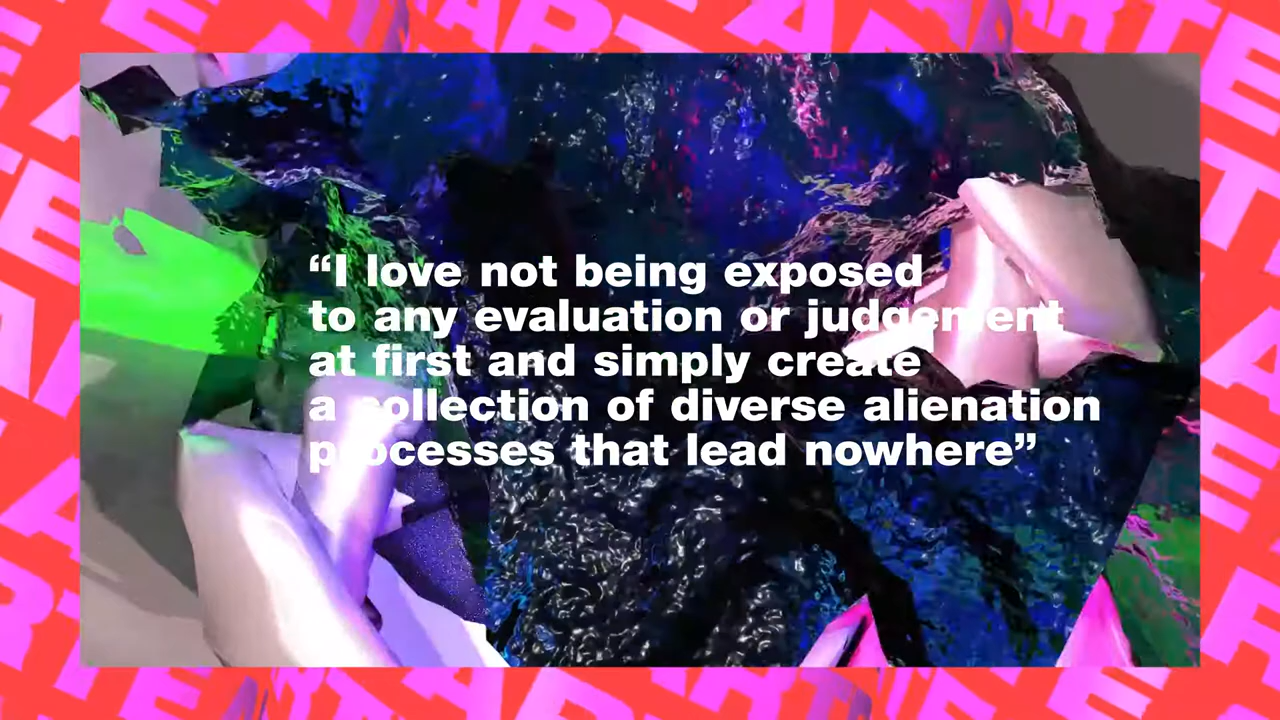 “I love not being exposed
to any evaluation or judgement
at first and simply create
a collection of diverse alienation
processes that lead nowhere”